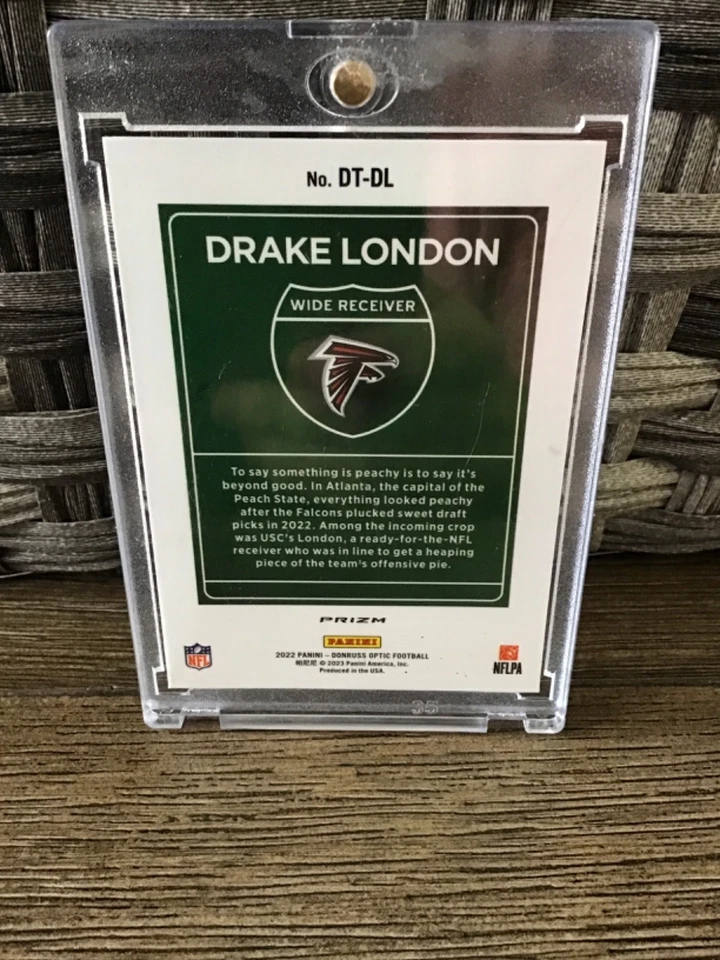 No. DT-DL
DRAKE LONDON
WIDE RECEIVER
To say something is peachy is to say it's
beyond good. In Atlanta, the capital of the
Peach State, everything looked peachy
after the Falcons plucked sweet draft
picks in 2022. Among the incoming crop
was USC's London, a ready-for-the-NFL
receiver who was in line to get a heaping
piece of the team's offensive pie.
PRIZM
PANINI
2022 PANINI – DONRUSS OPTIC FOOTBALL
帕尼尼 © 2023 Panini America, Inc.
Produced in the USA.
NFL
NFLPA
35